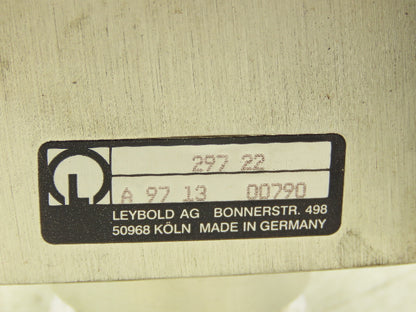 297 22
A 97 13 00790
L
LEYBOLD AG BONNERSTR. 498
50968 KÖLN MADE IN GERMANY